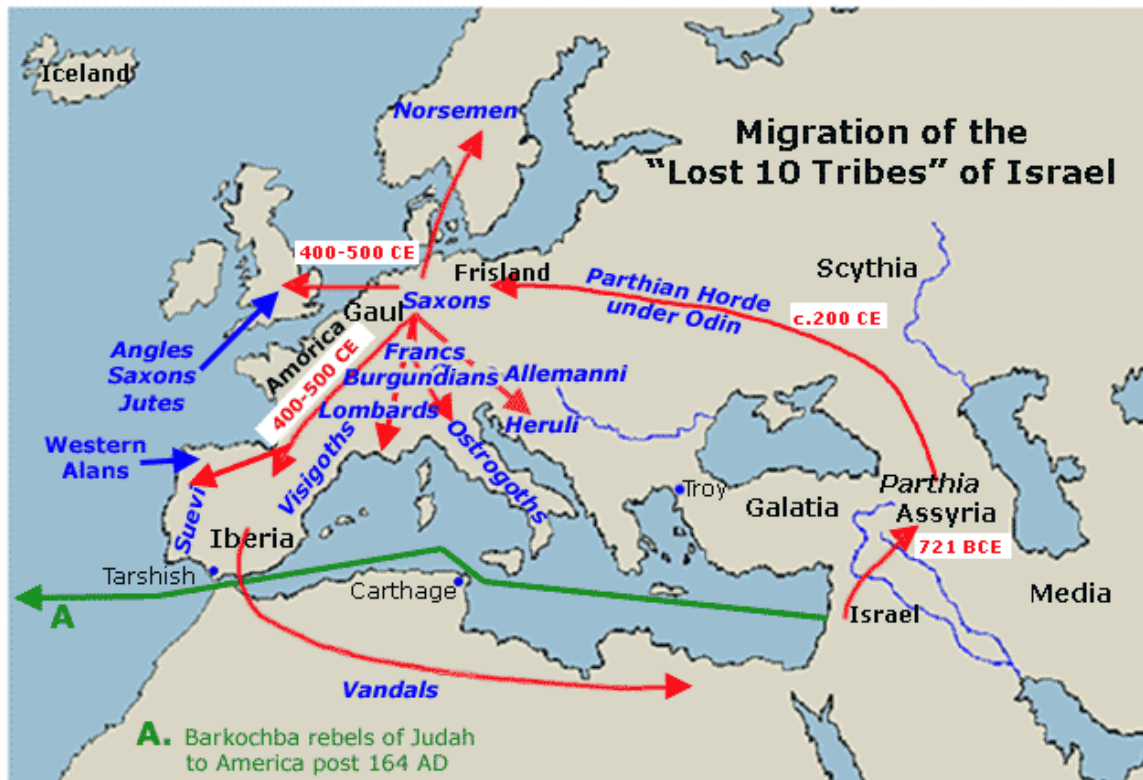 Iceland
Norsemen
Migration of the
“Lost 10 Tribes” of Israel
400-500 CE
Frisland
Scythia
Parthian Horde
under Odin
c.200 CE
Saxons
Gaul
Angles
Saxons
Jutes
Amorica
400-500 CE
Francs
Burgundians
Allemanni
Lombards
Heruli
Western
Alans
Visigoths
Ostrogoths
Suevi
Iberia
Troy
Galatia
Parthia
Assyria
721 BCE
Tarshish
Carthage
Israel
Media
A
Vandals
A. Barkochba rebels of Judah
to America post 164 AD